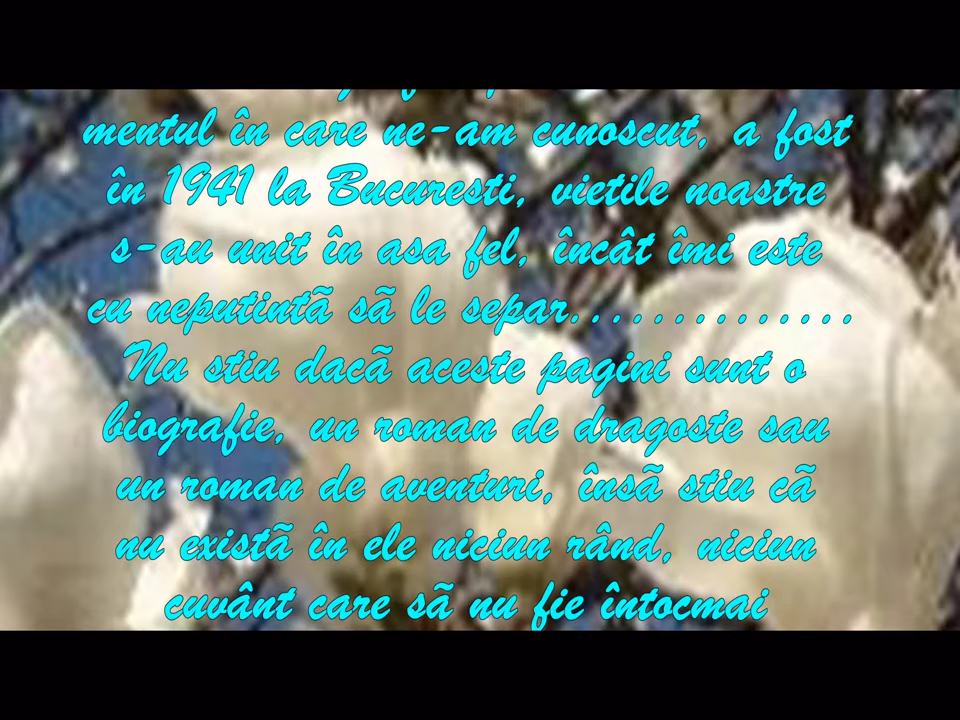 mentul în care ne-am cunoscut, a fost
în 1941 la Bucuresti, vietile noastre
s-au unit în asa fel, încât îmi este
cu neputintã sã le separ.............
Nu stiu dacã aceste pagini sunt o
biografie, un roman de dragoste sau
un roman de aventuri, însã stiu cã
nu existã în ele niciun rând, niciun
cuvânt care sã nu fie întocmai